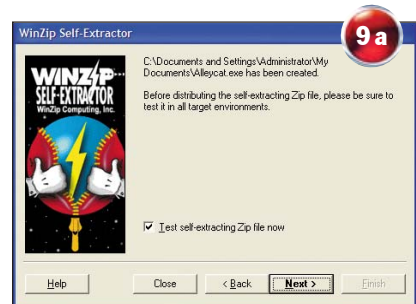 WinZip Self-Extractor
9a
WINZIP
SELF-EXTRACTOR
WinZip Computing, Inc.
C:\Documents and Settings\Administrator\My
Documents\Alleycat.exe has been created.
Before distributing the self-extracting Zip file, please be sure to
test it in all target environments.
Test self-extracting Zip file now
Help
Close
< Back
Next >
Finish